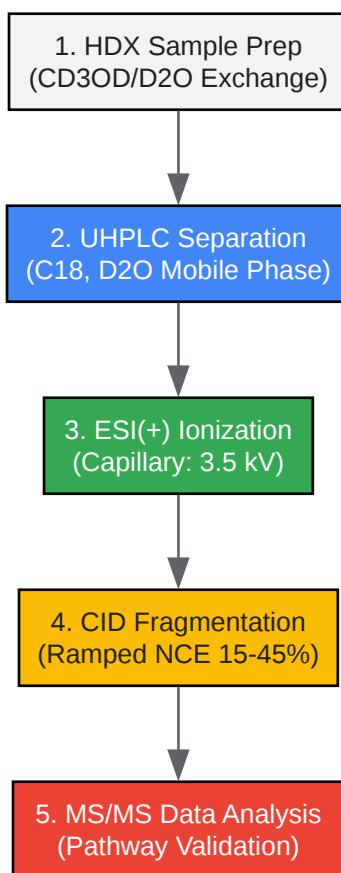 1. HDX Sample Prep
(CD3OD/D2O Exchange)
2. UHPLC Separation
(C18, D2O Mobile Phase)
3. ESI(+) Ionization
(Capillary: 3.5 kV)
4. CID Fragmentation
(Ramped NCE 15-45%)
5. MS/MS Data Analysis
(Pathway Validation)